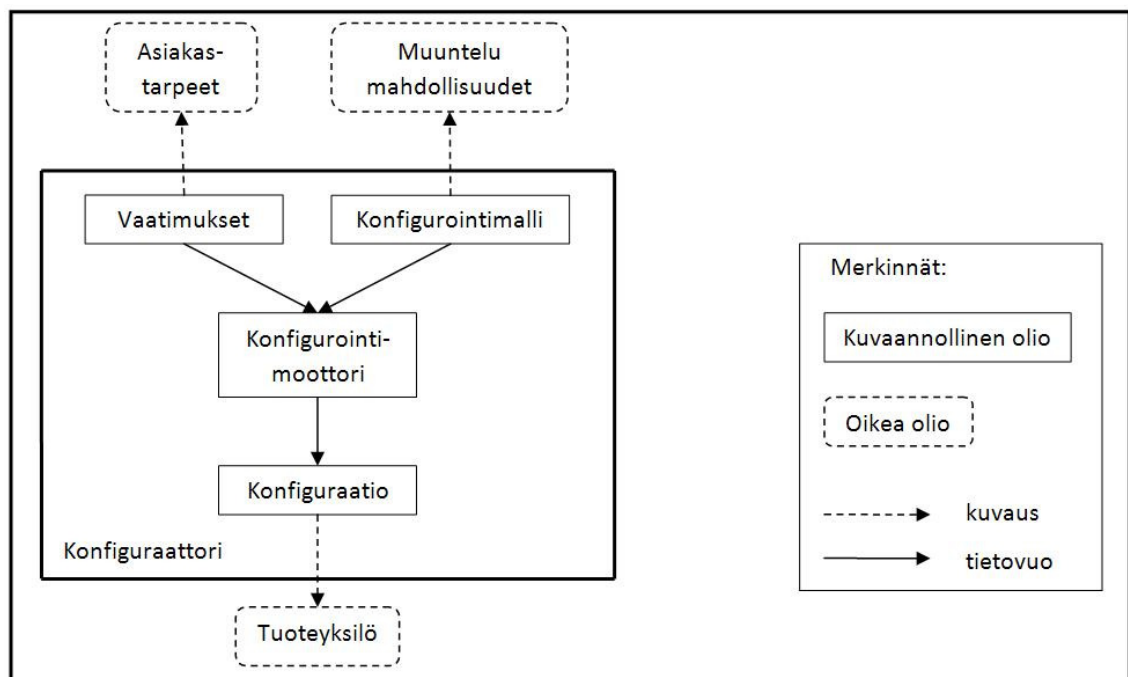 Asiakas-
tarpeet
Muuntelu
mahdollisuudet
Vaatimukset
Konfigurointimalli
Konfigurointi-
moottori
Konfiguraatio
Konfiguraattori
Tuoteyksilö
Merkinnät:
Kuvaannollinen olio
Oikea olio
kuvaus
tietovuo